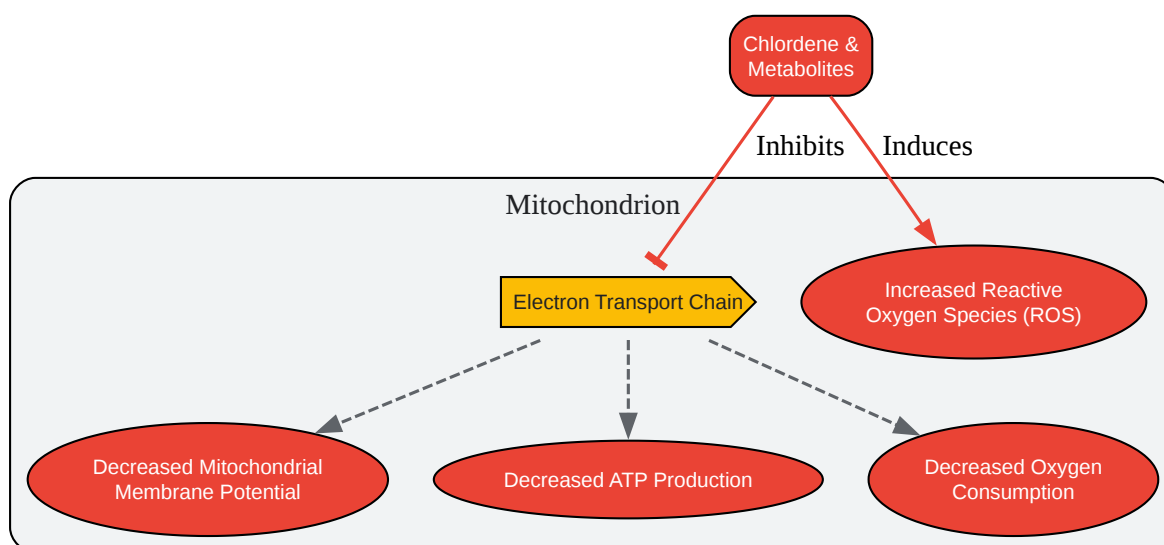 Chlordene &
Metabolites
Inhibits
Induces
Mitochondrion
Electron Transport Chain
Increased Reactive
Oxygen Species (ROS)
Decreased Mitochondrial
Membrane Potential
Decreased ATP Production
Decreased Oxygen
Consumption